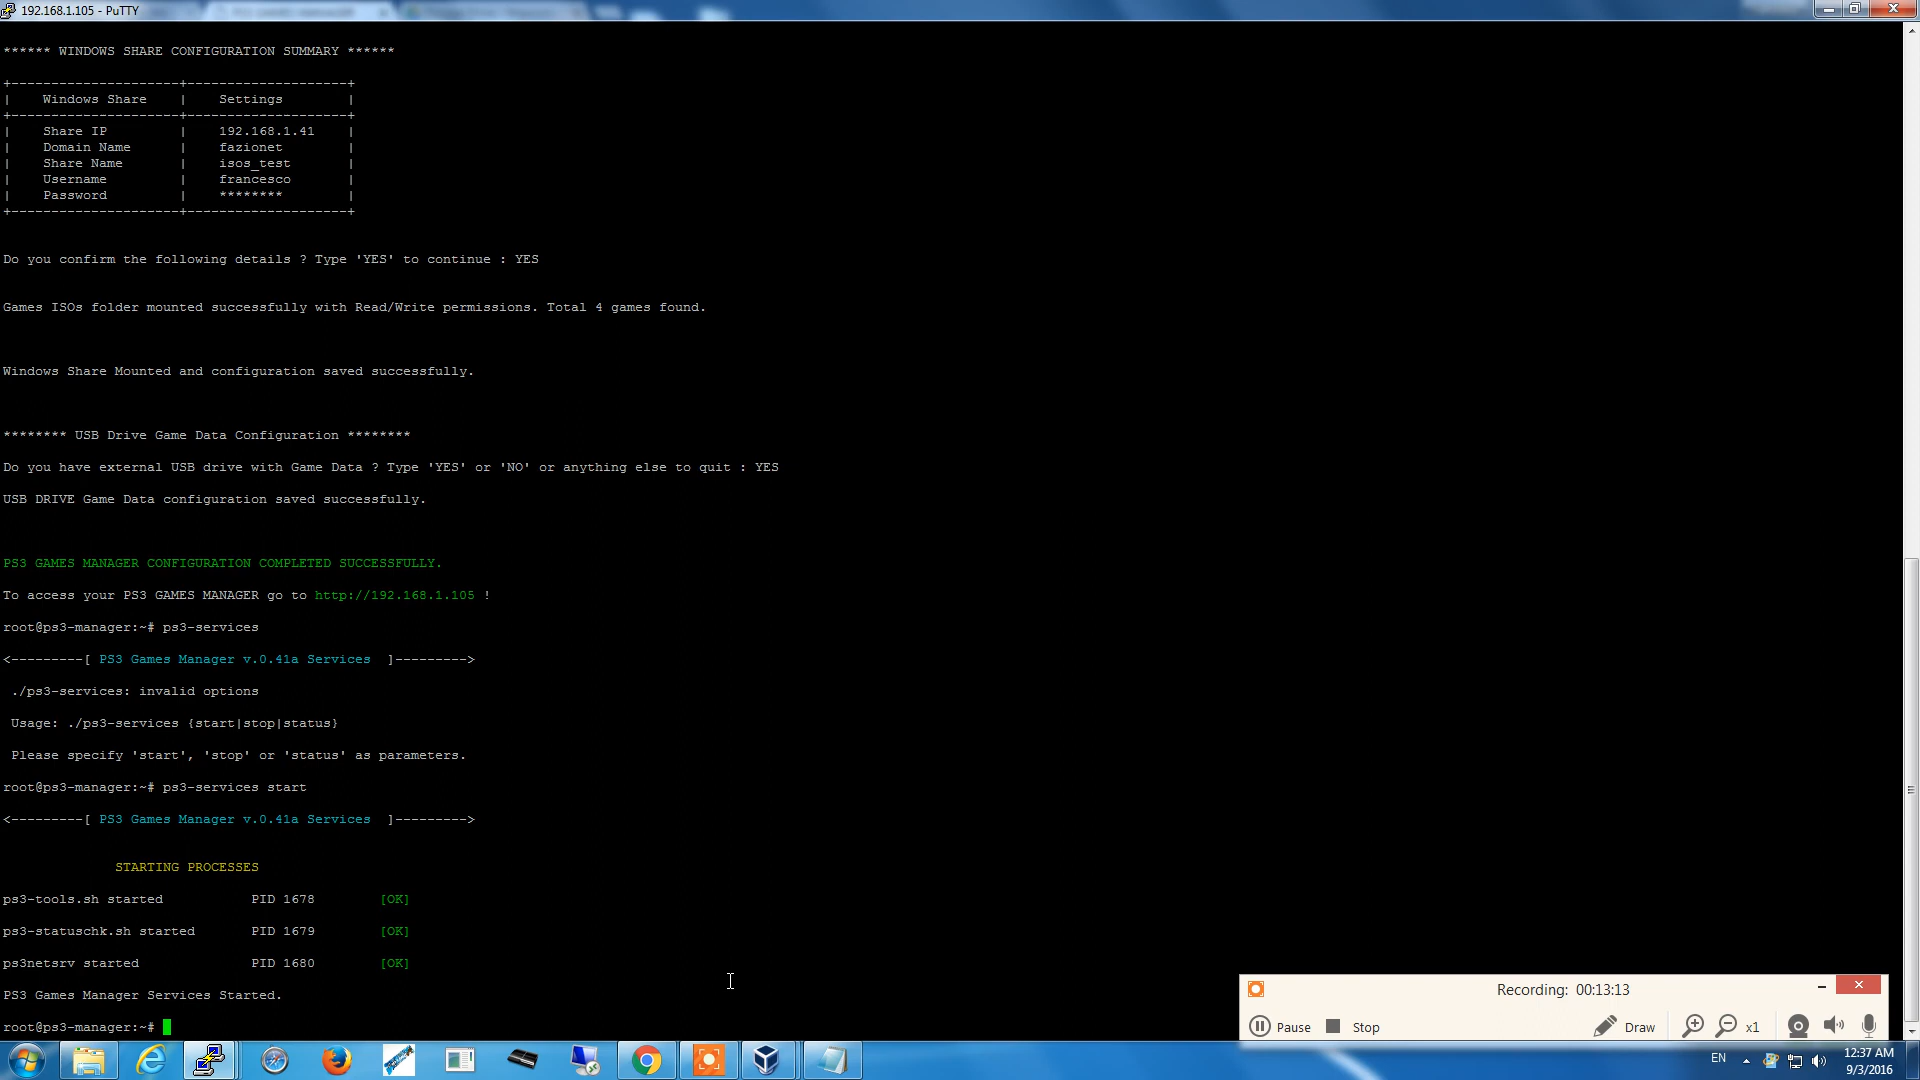 192.168.1.105 - PuTTY
****** WINDOWS SHARE CONFIGURATION SUMMARY ******
+---------------------+--------------------+
|    Windows Share    |    Settings        |
+---------------------+--------------------+
|    Share IP         |    192.168.1.41    |
|    Domain Name      |    fazionet        |
|    Share Name       |    isos_test       |
|    Username         |    francesco       |
|    Password         |    ********        |
+---------------------+--------------------+
Do you confirm the following details ? Type 'YES' to continue : YES
Games ISOs folder mounted successfully with Read/Write permissions. Total 4 games found.
Windows Share Mounted and configuration saved successfully.
******** USB Drive Game Data Configuration ********
Do you have external USB drive with Game Data ? Type 'YES' or 'NO' or anything else to quit : YES
USB DRIVE Game Data configuration saved successfully.
PS3 GAMES MANAGER CONFIGURATION COMPLETED SUCCESSFULLY.
To access your PS3 GAMES MANAGER go to http://192.168.1.105 !
root@ps3-manager:~# ps3-services
<---------[ PS3 Games Manager v.0.41a Services  ]--------->
./ps3-services: invalid options
Usage: ./ps3-services {start|stop|status}
Please specify 'start', 'stop' or 'status' as parameters.
root@ps3-manager:~# ps3-services start
<---------[ PS3 Games Manager v.0.41a Services  ]--------->
STARTING PROCESSES
ps3-tools.sh started           PID 1678        [OK]
ps3-statuschk.sh started       PID 1679        [OK]
ps3netsrv started              PID 1680        [OK]
PS3 Games Manager Services Started.
root@ps3-manager:~#
Recording: 00:13:13
Pause Stop Draw x1
EN 12:37 AM
9/3/2016